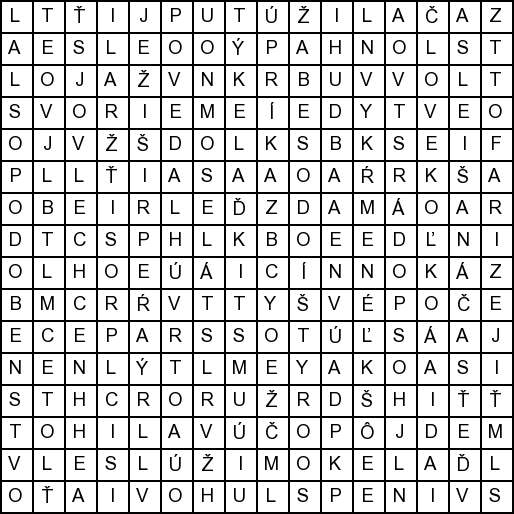 L T Ť I J P U T Ú Ž I L A Č A Z
A E S L E O O Ý P A H N O L S T
L O J A Ž V N K R B U V V O L T
S V O R I E M E Í E D Y T V E O
O J V Ž Š D O L K S B K S E I F
P L L Ť I A S A A O A Ŕ R K Š A
O B E I R L E Ď Z D A M Á O A R
D T C S P H L K B O E E D Ľ N I
O L H O E Ú Á I C Í N N O K Á Z
B M C R Ŕ V T T Y Š V É P O Č E
E C E P A R S S O T Ú Ľ S Á A J
N E N L Ý T L M E Y A K O A S I
S T H C R O R U Ž R D Š H I Ť Ť
T O H I L A V Ú Č O P Ô J D E M
V L E S L Ú Ž I M O K E L A Ď L
O Ť A I V O H U L S P E N I V S